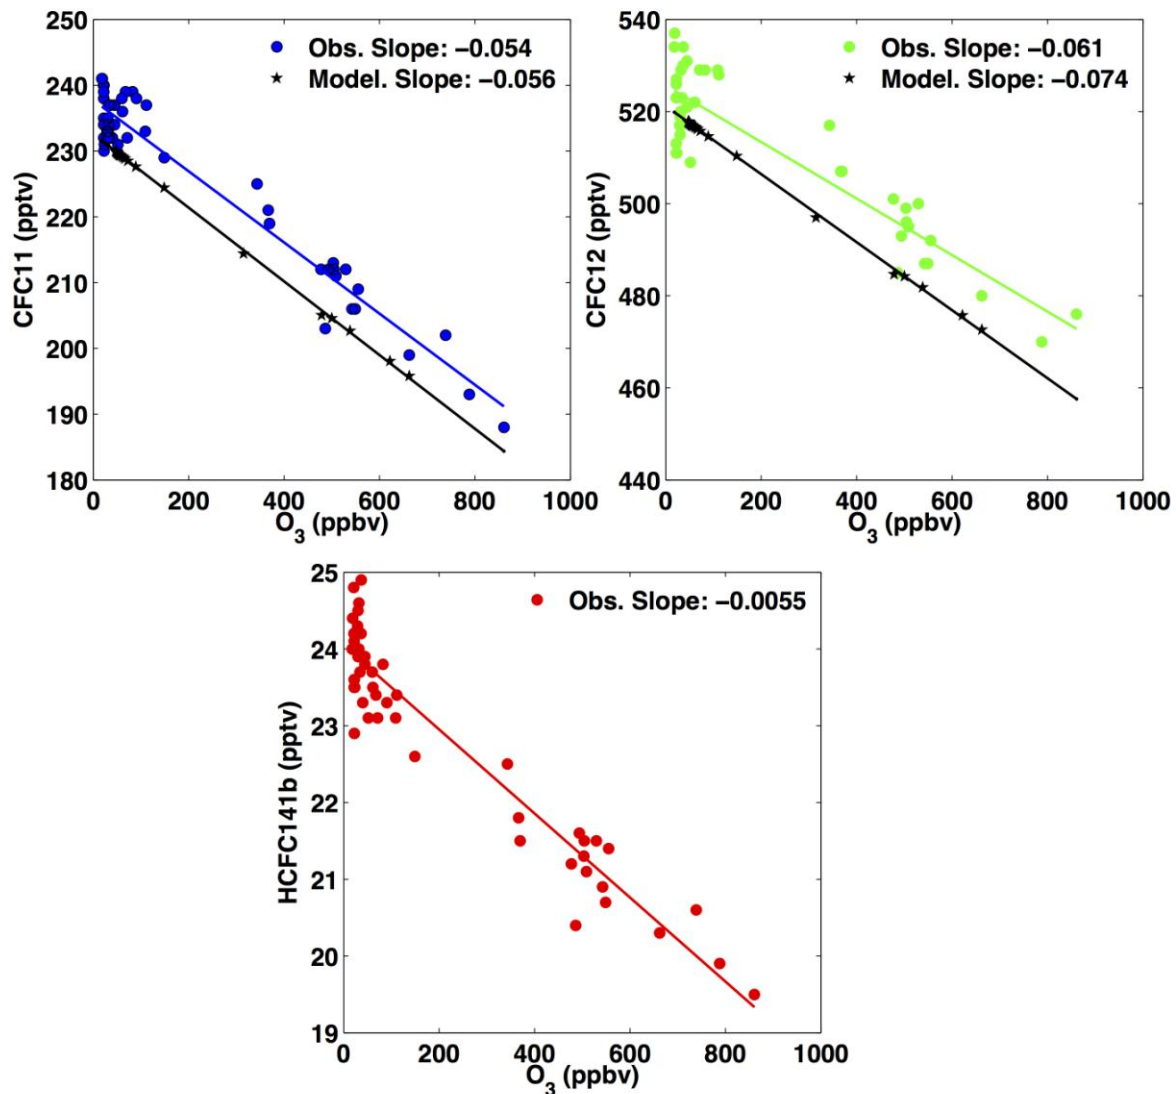 250
240
230
220
210
200
190
180
CFC11 (pptv)
Obs. Slope: −0.054
Model. Slope: −0.056
0 200 400 600 800 1000
O3 (ppbv)
540
520
500
480
460
440
CFC12 (pptv)
Obs. Slope: −0.061
Model. Slope: −0.074
0 200 400 600 800 1000
O3 (ppbv)
25
24
23
22
21
20
19
HCFC141b (pptv)
Obs. Slope: −0.0055
0 200 400 600 800 1000
O3 (ppbv)